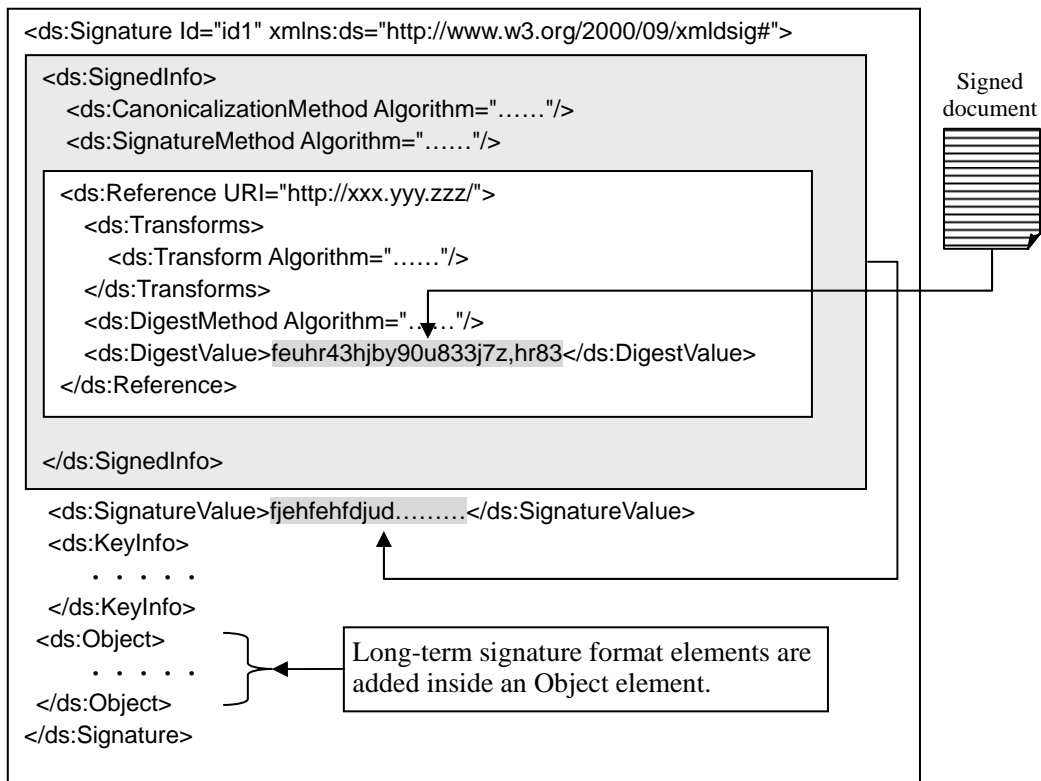 <ds:Signature Id="id1" xmlns:ds="http://www.w3.org/2000/09/xmldsig#">
<ds:SignedInfo>
<ds:CanonicalizationMethod Algorithm="……"/>
<ds:SignatureMethod Algorithm="……"/>
<ds:Reference URI="http://xxx.yyy.zzz/">
<ds:Transforms>
<ds:Transform Algorithm="……"/>
</ds:Transforms>
<ds:DigestMethod Algorithm="……"/>
<ds:DigestValue>feuhr43hjby90u833j7z,hr83</ds:DigestValue>
</ds:Reference>
</ds:SignedInfo>
<ds:SignatureValue>fjehfehfdjud………</ds:SignatureValue>
<ds:KeyInfo>
・・・・・
</ds:KeyInfo>
<ds:Object>
・・・・・
</ds:Object>
</ds:Signature>
Signed
document
Long-term signature format elements are
added inside an Object element.